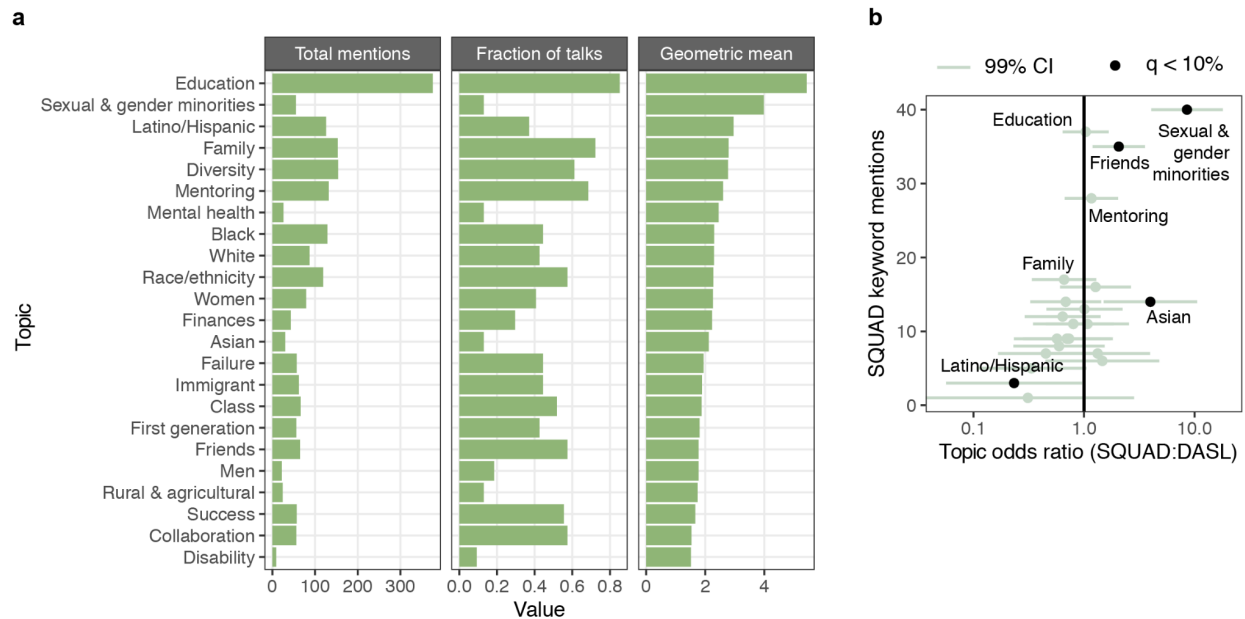 a
Total mentions
Fraction of talks
Geometric mean
Education
Sexual & gender minorities
Latino/Hispanic
Family
Diversity
Mentoring
Mental health
Black
White
Race/ethnicity
Women
Finances
Asian
Failure
Immigrant
Class
First generation
Friends
Men
Rural & agricultural
Success
Collaboration
Disability
Topic
0 100 200 300
0.0 0.2 0.4 0.6 0.8
0 2 4
Value
b
99% CI
q < 10%
SQUAD keyword mentions
40
30
20
10
0
Education
Sexual &
gender
minorities
Friends
Mentoring
Family
Asian
Latino/Hispanic
0.1 1.0 10.0
Topic odds ratio (SQUAD:DASL)